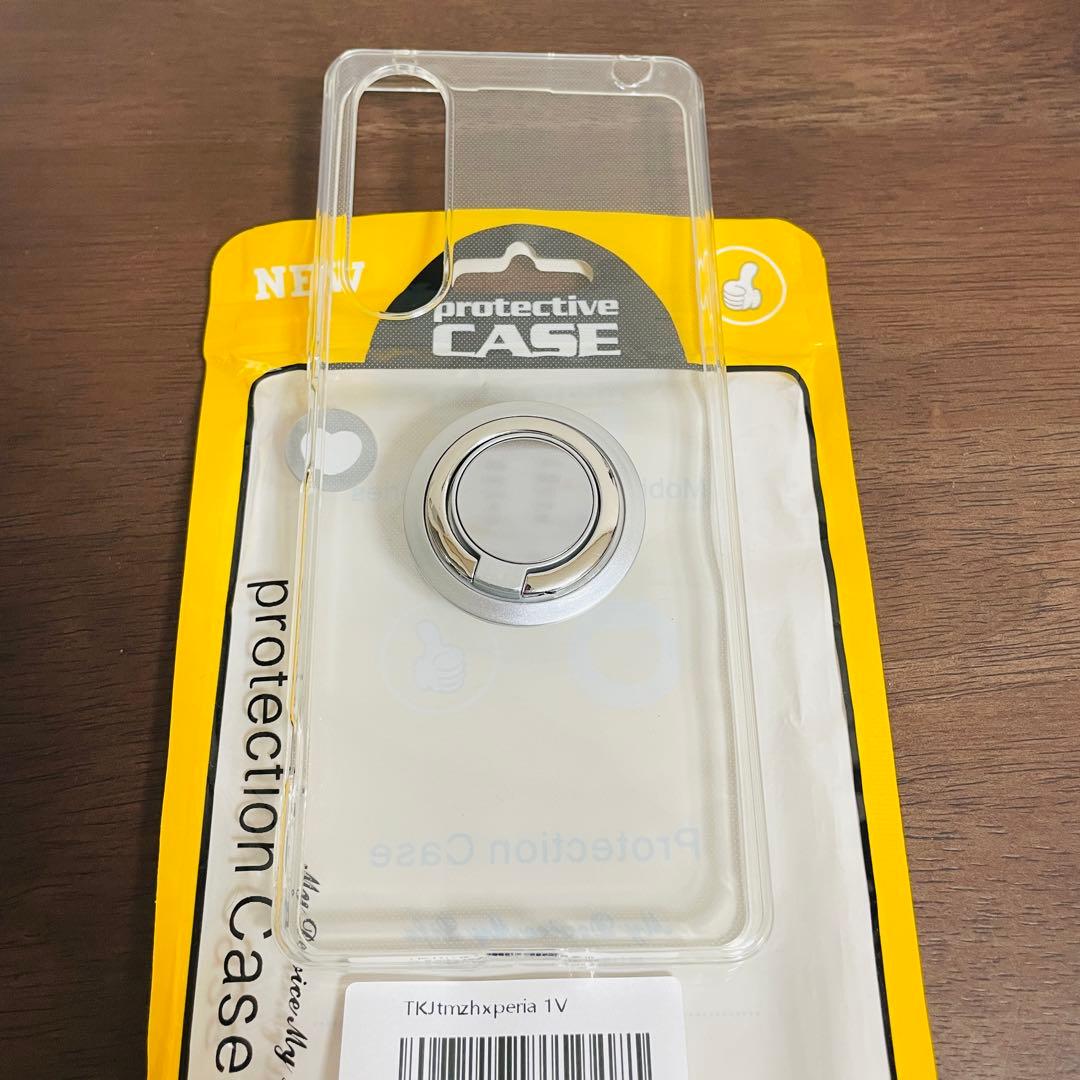 NEW
protective
CASE
Protection Case
protection Case
TKJtmzhxperia 1V